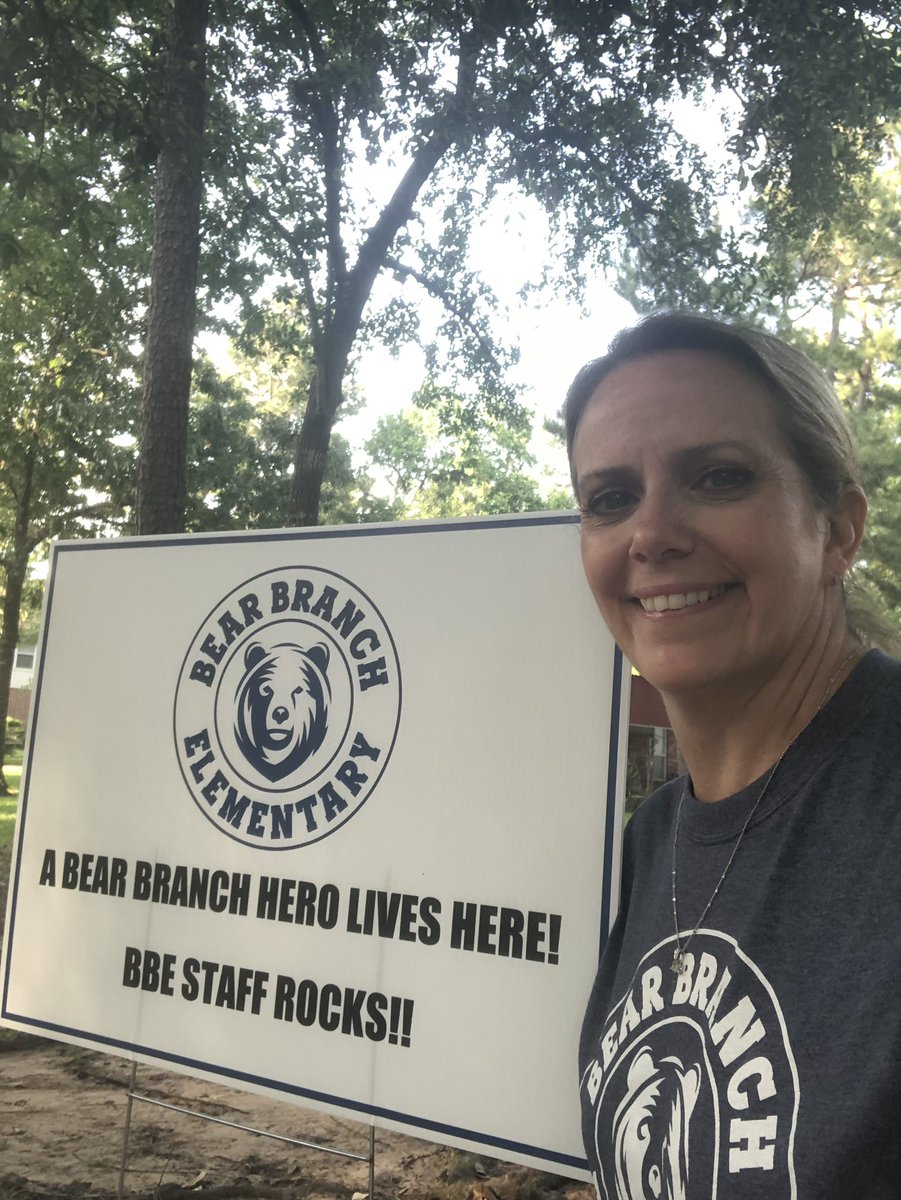 BEAR BRANCH
ELEMENTARY
A BEAR BRANCH HERO LIVES HERE!
BBE STAFF ROCKS!!
BEAR BRANCH